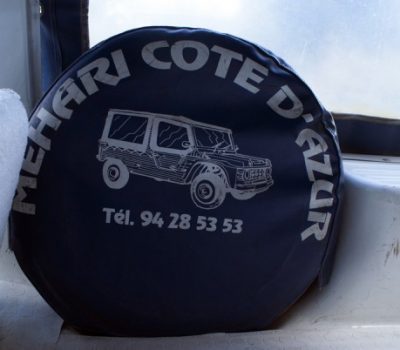 MEHARI COTE D'AZUR
Tél. 94 28 53 53